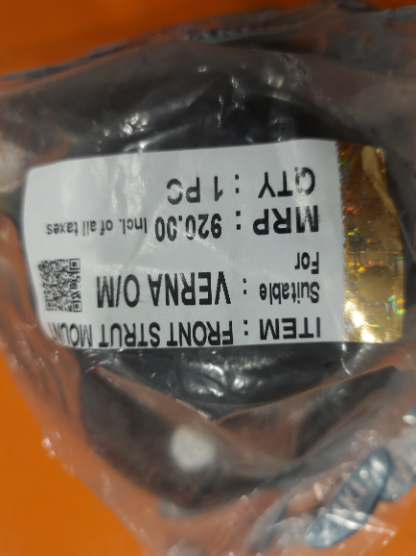 ITEM : FRONT STRUT MOUN
Suitable For : VERNA O/M
MRP : 920.00 Incl. of all taxes
QTY : 1 PC